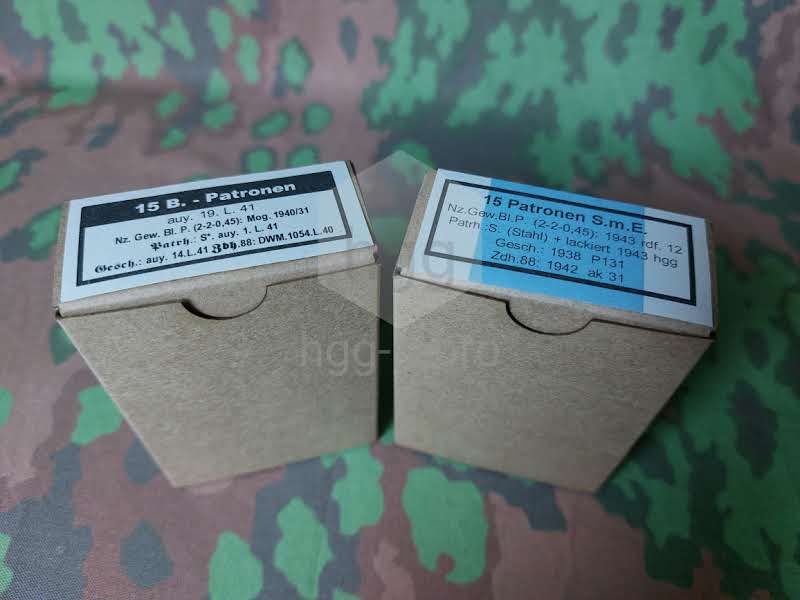 15 B. - Patronen
auy. 19. L. 41
Nz. Gew. Bl. P. (2-2-0,45): Mog. 1940/31
Patrh.: S*. auy. 1. L. 41
Gesch.: auy. 14.L.41 Zdh.88: DWM.1054.L.40
15 Patronen S.m.E.
Nz.Gew.Bl.P. (2-2-0,45): 1943 rdf. 12
Patrh.:S. (Stahl) + lackiert 1943 hgg
Gesch.: 1938 P131
Zdh.88: 1942 ak 31
hgg